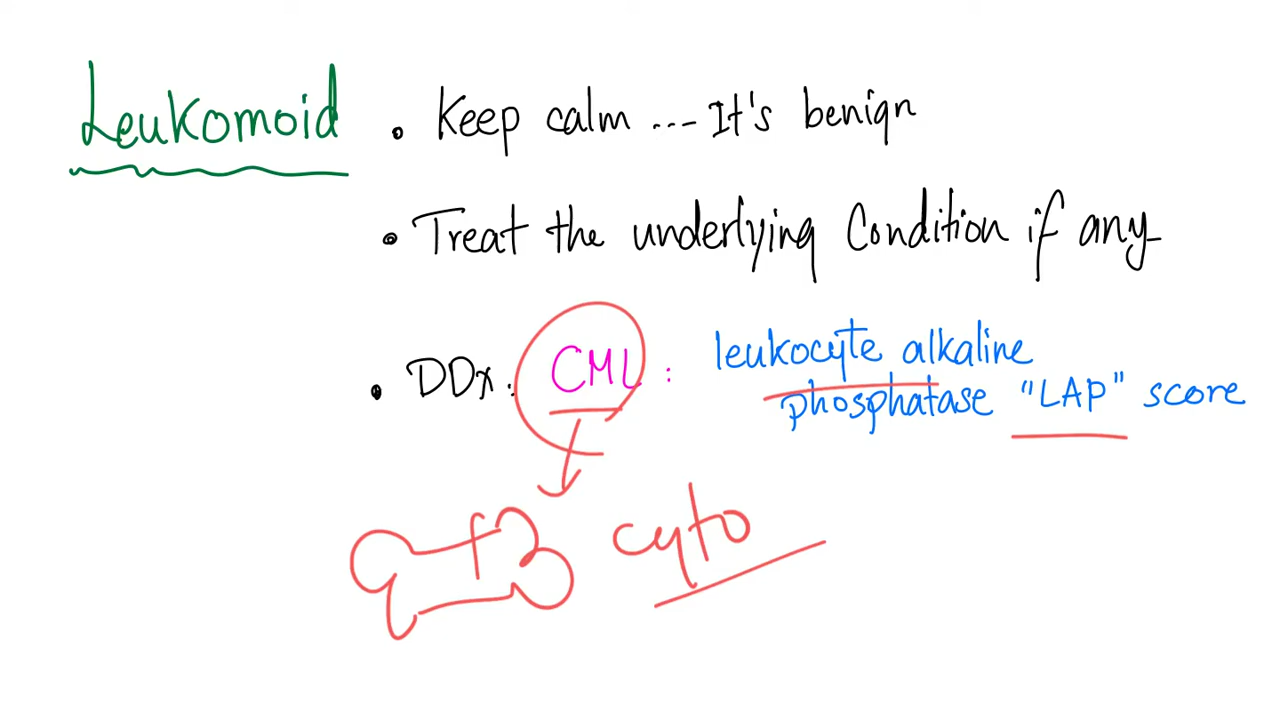 Leukomoid
• Keep calm ... It's benign
• Treat the underlying Condition if any
• DDx: CML: leukocyte alkaline
phosphatase "LAP" score
cyto